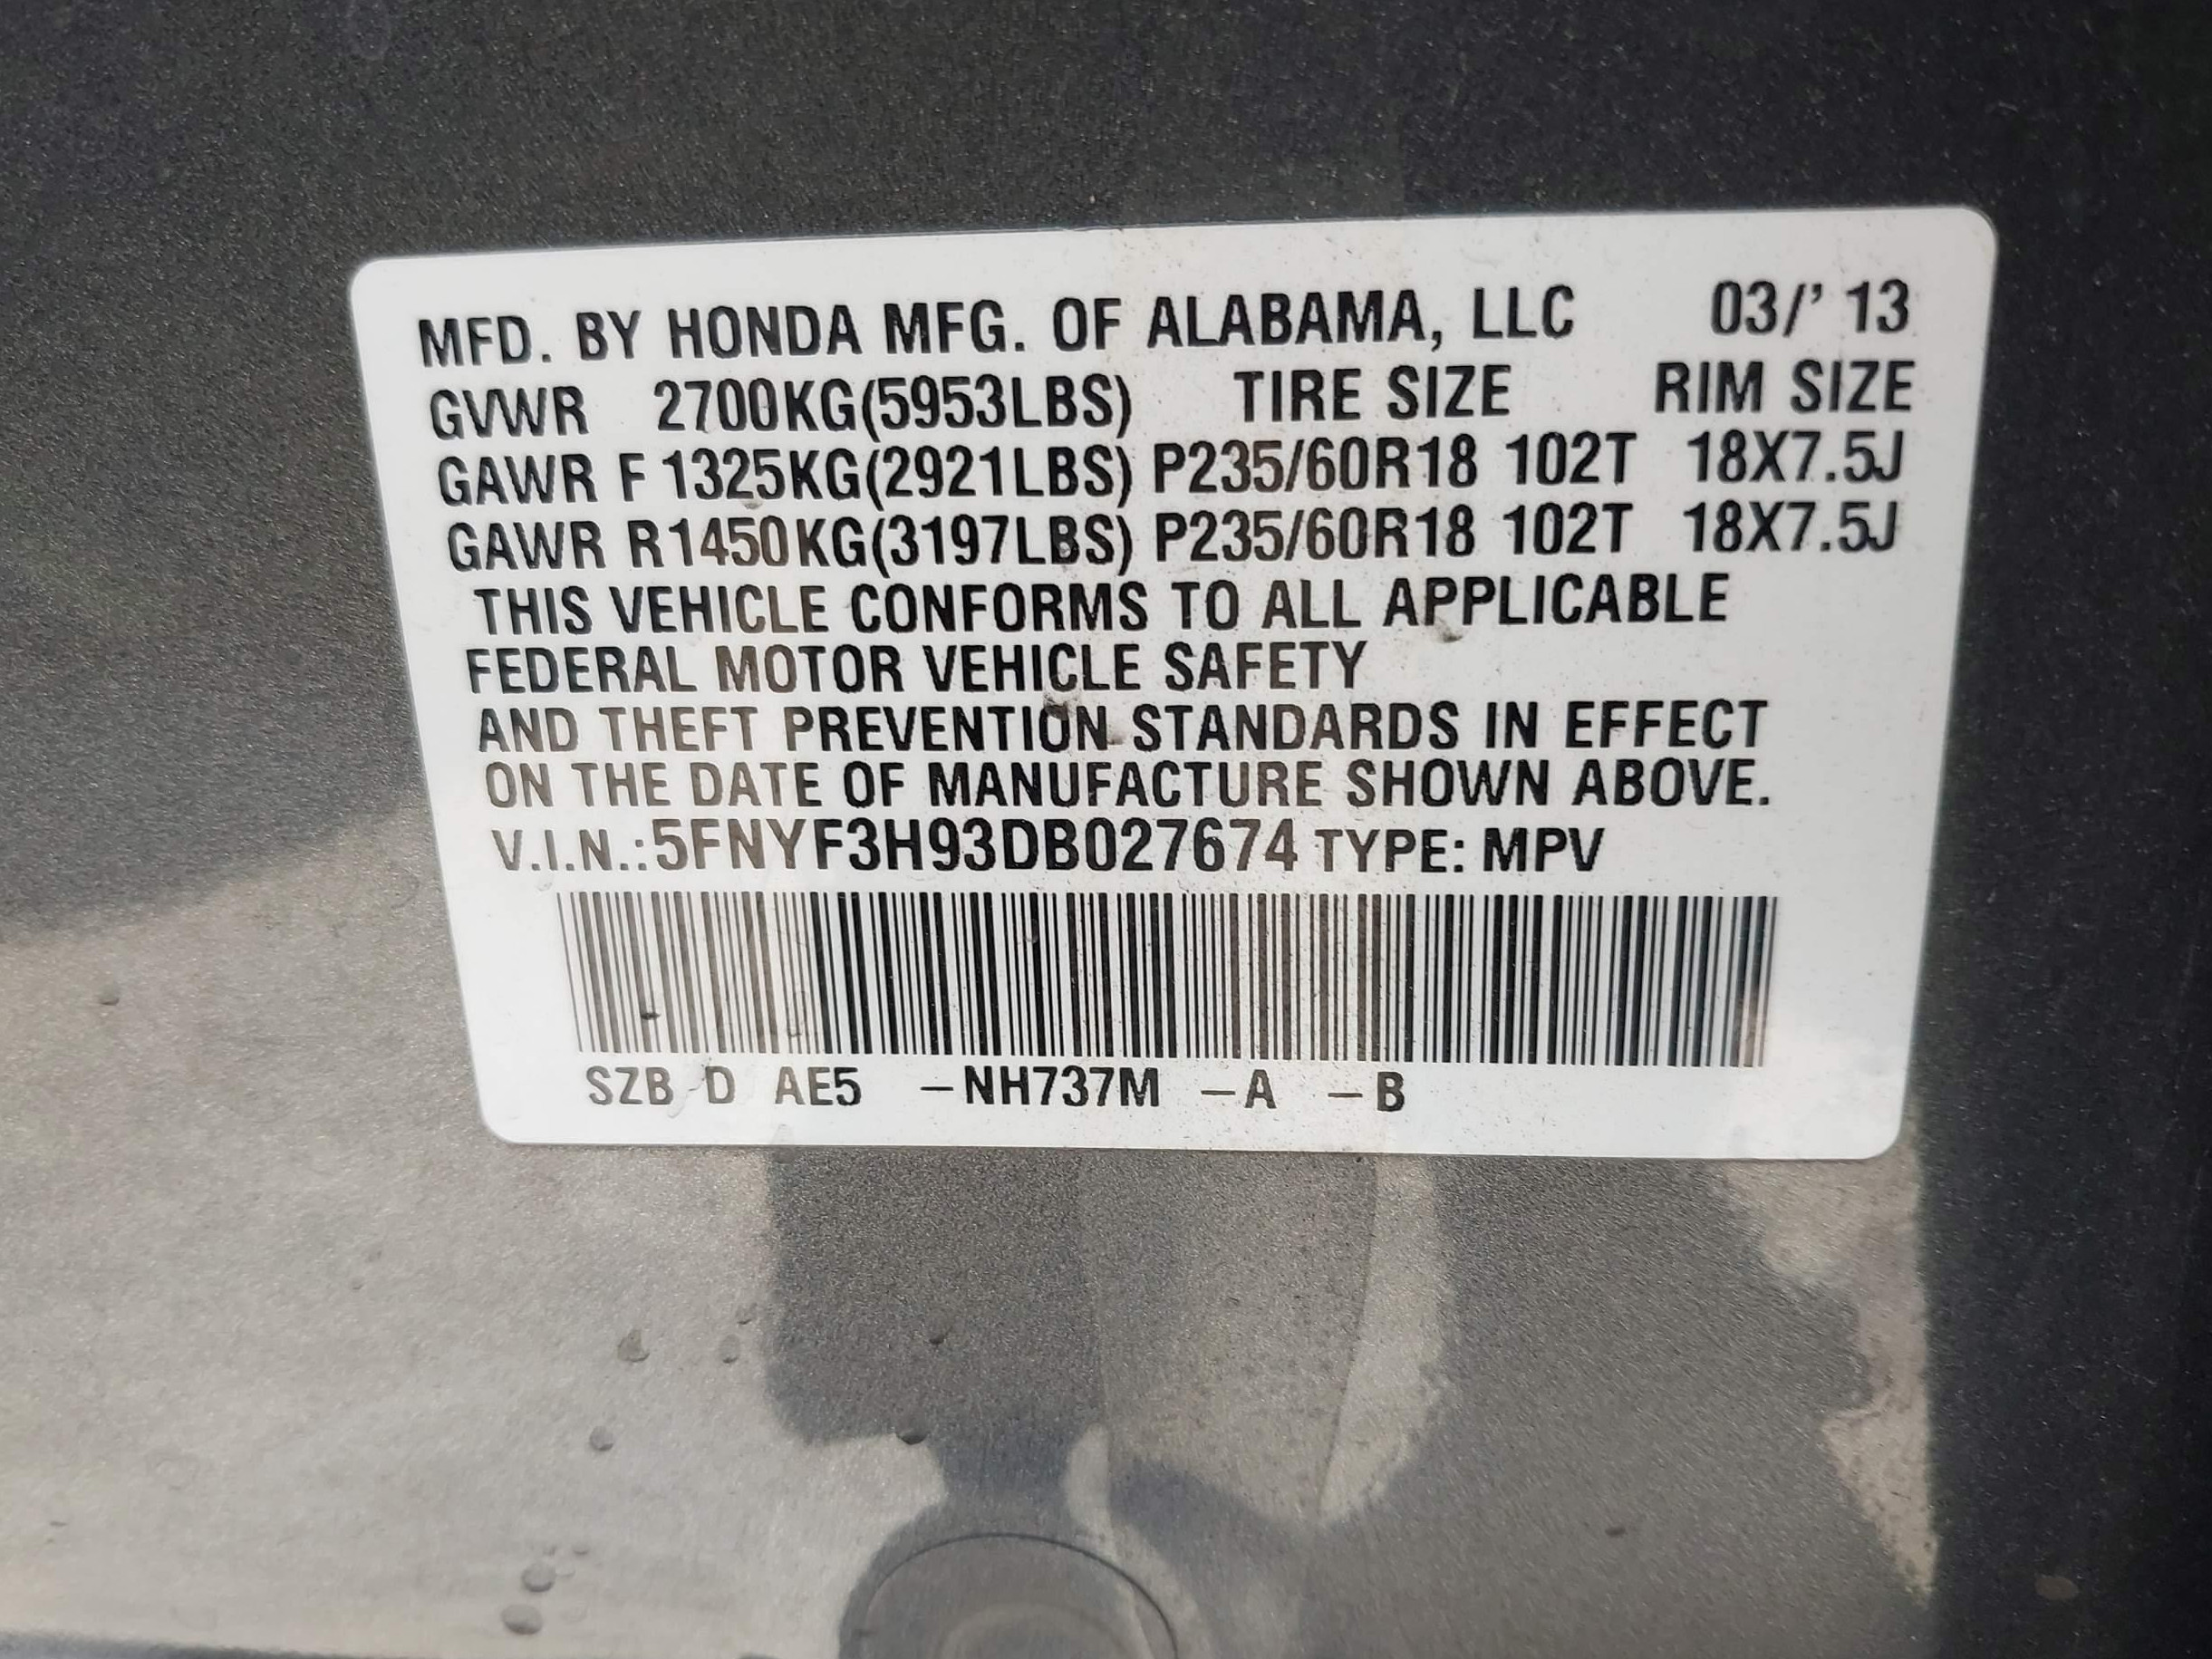 MFD. BY HONDA MFG. OF ALABAMA, LLC 03/' 13
GVWR 2700KG(5953LBS) TIRE SIZE RIM SIZE
GAWR F 1325KG(2921LBS) P235/60R18 102T 18X7.5J
GAWR R1450KG(3197LBS) P235/60R18 102T 18X7.5J
THIS VEHICLE CONFORMS TO ALL APPLICABLE
FEDERAL MOTOR VEHICLE SAFETY
AND THEFT PREVENTION STANDARDS IN EFFECT
ON THE DATE OF MANUFACTURE SHOWN ABOVE.
V.I.N.:5FNYF3H93DB027674 TYPE: MPV
SZB D AE5 –NH737M –A –B